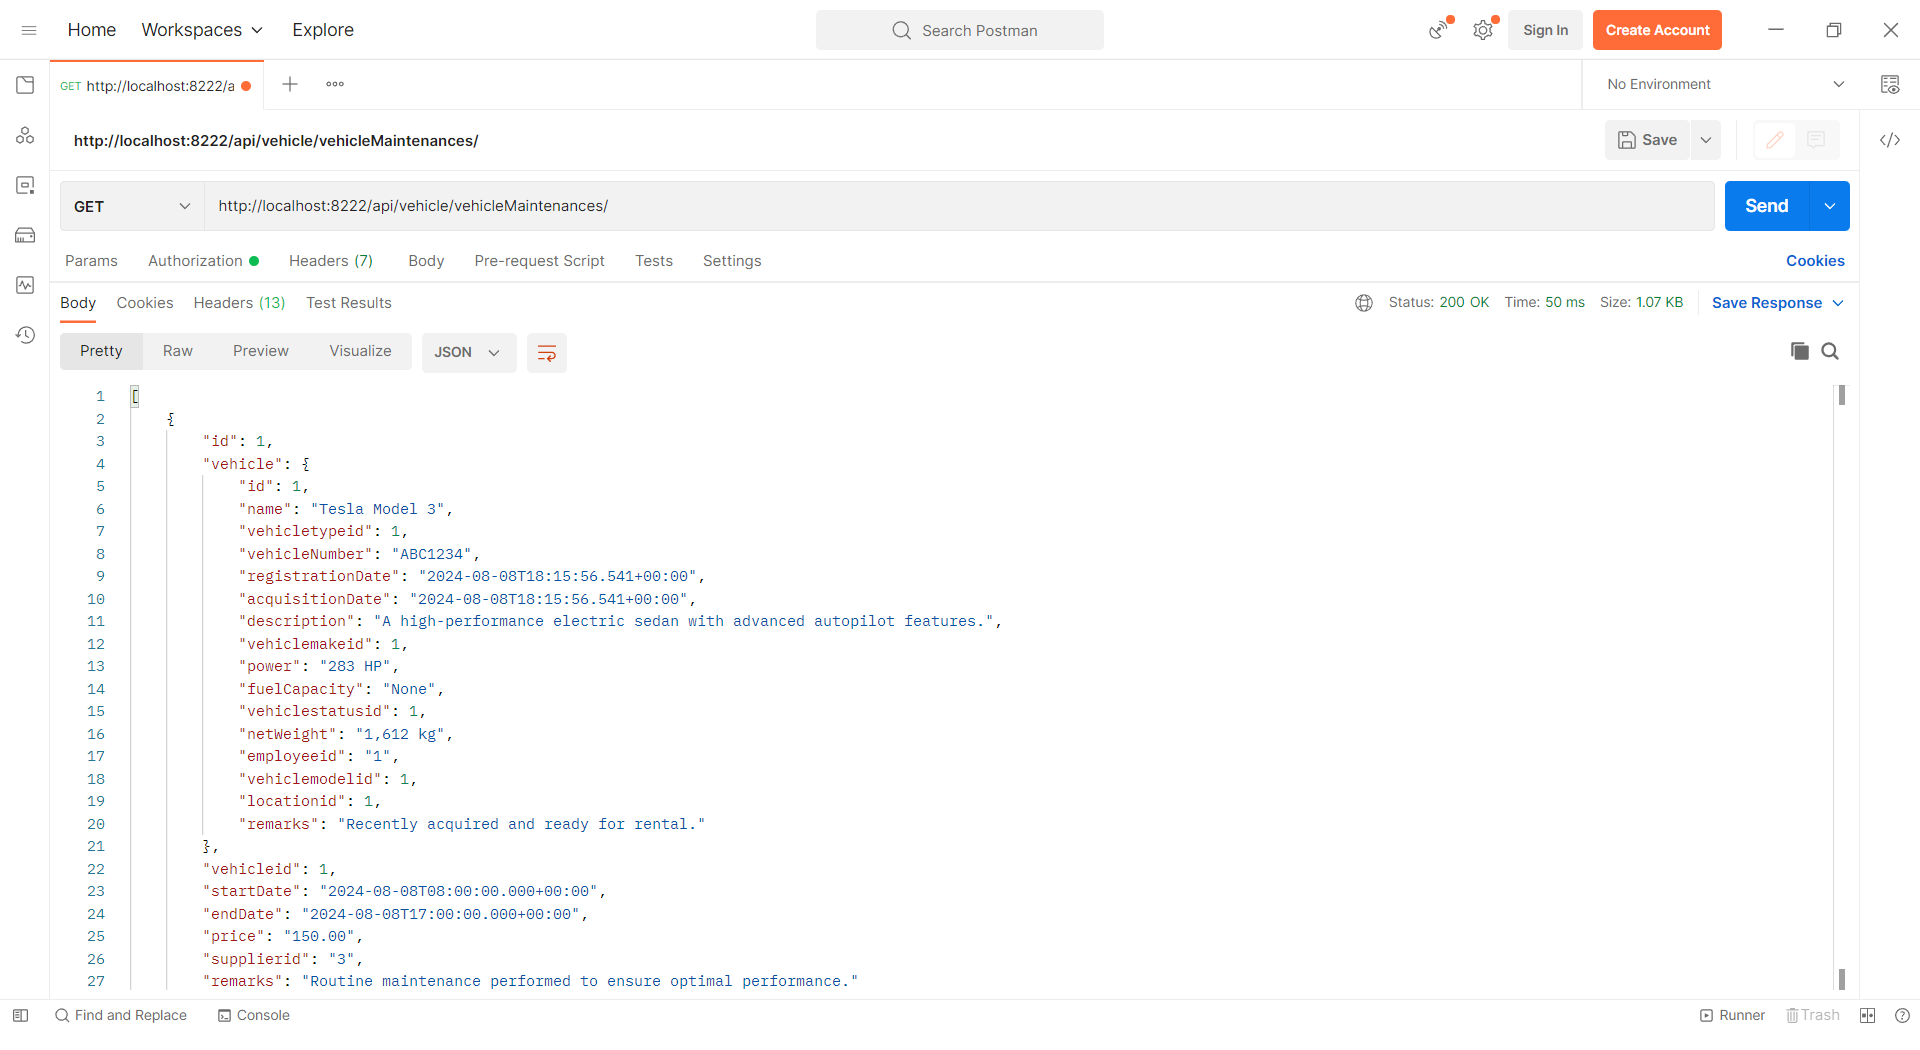 Home Workspaces Explore Search Postman Sign In Create Account
GET http://localhost:8222/a No Environment
http://localhost:8222/api/vehicle/vehicleMaintenances/ Save
GET http://localhost:8222/api/vehicle/vehicleMaintenances/ Send
Params Authorization Headers (7) Body Pre-request Script Tests Settings Cookies
Body Cookies Headers (13) Test Results Status: 200 OK Time: 50 ms Size: 1.07 KB Save Response
Pretty Raw Preview Visualize JSON
1 [
2 {
3 "id": 1,
4 "vehicle": {
5 "id": 1,
6 "name": "Tesla Model 3",
7 "vehicletypeid": 1,
8 "vehicleNumber": "ABC1234",
9 "registrationDate": "2024-08-08T18:15:56.541+00:00",
10 "acquisitionDate": "2024-08-08T18:15:56.541+00:00",
11 "description": "A high-performance electric sedan with advanced autopilot features.",
12 "vehiclemakeid": 1,
13 "power": "283 HP",
14 "fuelCapacity": "None",
15 "vehiclestatusid": 1,
16 "netWeight": "1,612 kg",
17 "employeeid": "1",
18 "vehiclemodelid": 1,
19 "locationid": 1,
20 "remarks": "Recently acquired and ready for rental."
21 },
22 "vehicleid": 1,
23 "startDate": "2024-08-08T08:00:00.000+00:00",
24 "endDate": "2024-08-08T17:00:00.000+00:00",
25 "price": "150.00",
26 "supplierid": "3",
27 "remarks": "Routine maintenance performed to ensure optimal performance."
Find and Replace Console Runner Trash